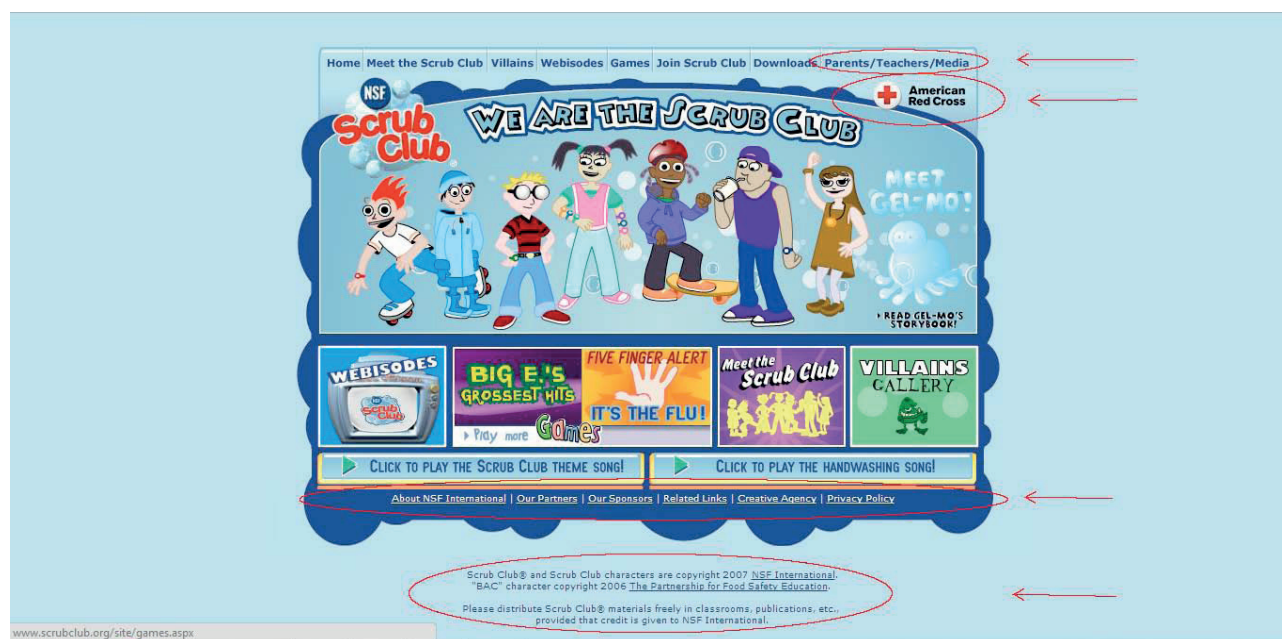 Home Meet the Scrub Club Villains Webisodes Games Join Scrub Club Downloads Parents/Teachers/Media
NSF
Scrub
Club
®
WE ARE THE SCRUB CLUB
American
Red Cross
MEET
GEL-MO!
READ GEL-MO'S
STORYBOOK!
WEBISODES
Scrub
Club
BIG E.'S
GROSSEST HITS
Play more Games
FIVE FINGER ALERT
IT'S THE FLU!
Meet the
Scrub Club
VILLAINS
GALLERY
CLICK TO PLAY THE SCRUB CLUB THEME SONG!
CLICK TO PLAY THE HANDWASHING SONG!
About NSF International | Our Partners | Our Sponsors | Related Links | Creative Agency | Privacy Policy
Scrub Club® and Scrub Club characters are copyright 2007 NSF International.
"BAC" character copyright 2006 The Partnership for Food Safety Education.
Please distribute Scrub Club® materials freely in classrooms, publications, etc.,
provided that credit is given to NSF International.
www.scrubclub.org/site/games.aspx